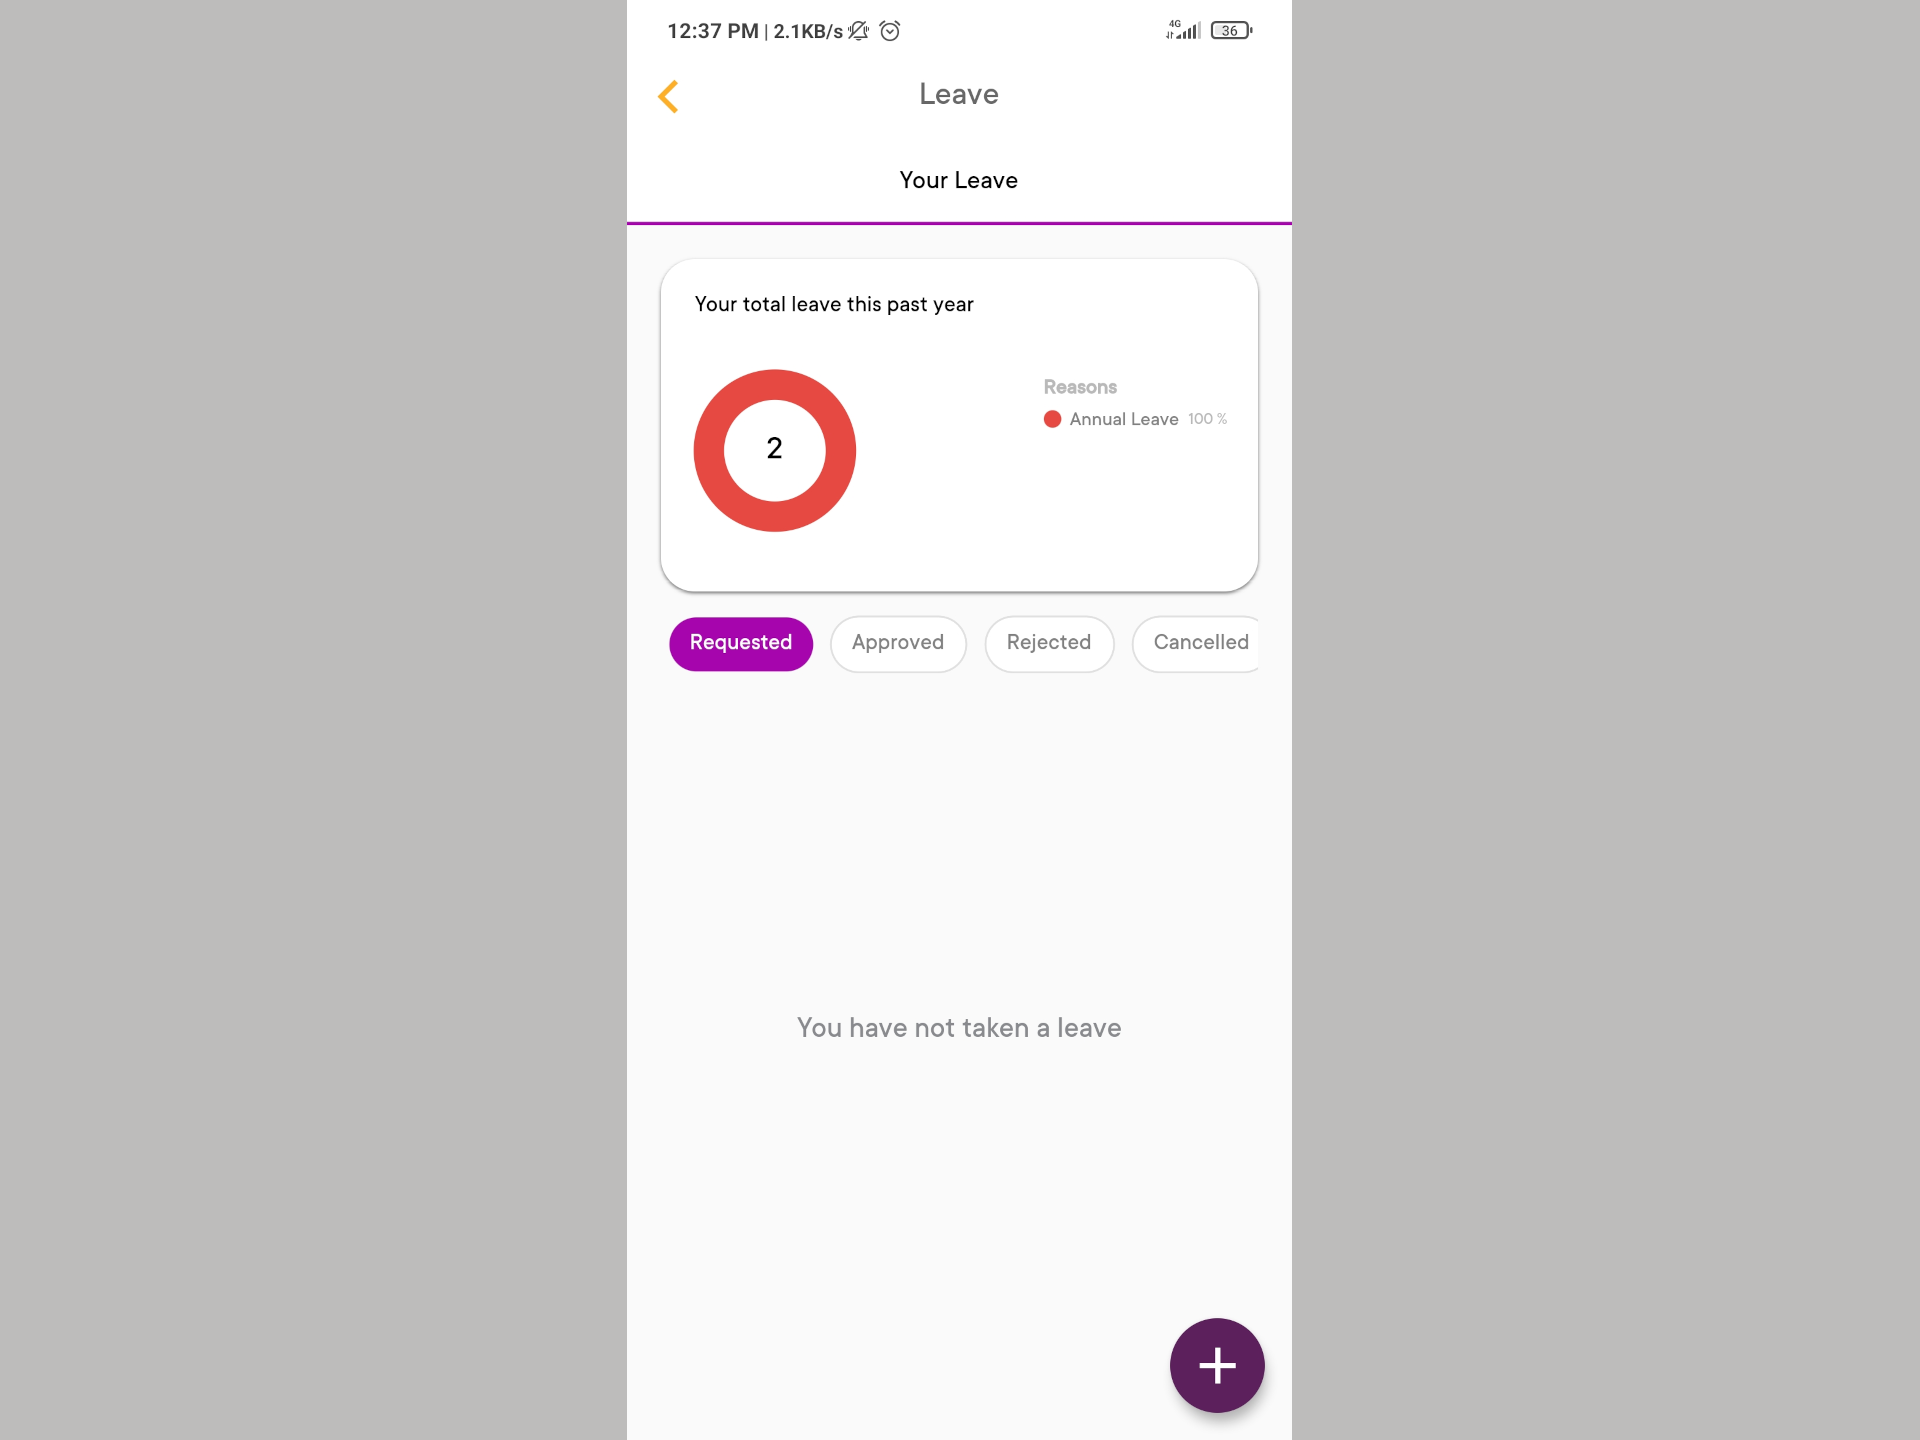 12:37 PM | 2.1KB/s 4G 36
Leave
Your Leave
Your total leave this past year
Reasons
2
Annual Leave 100 %
Requested Approved Rejected Cancelled
You have not taken a leave